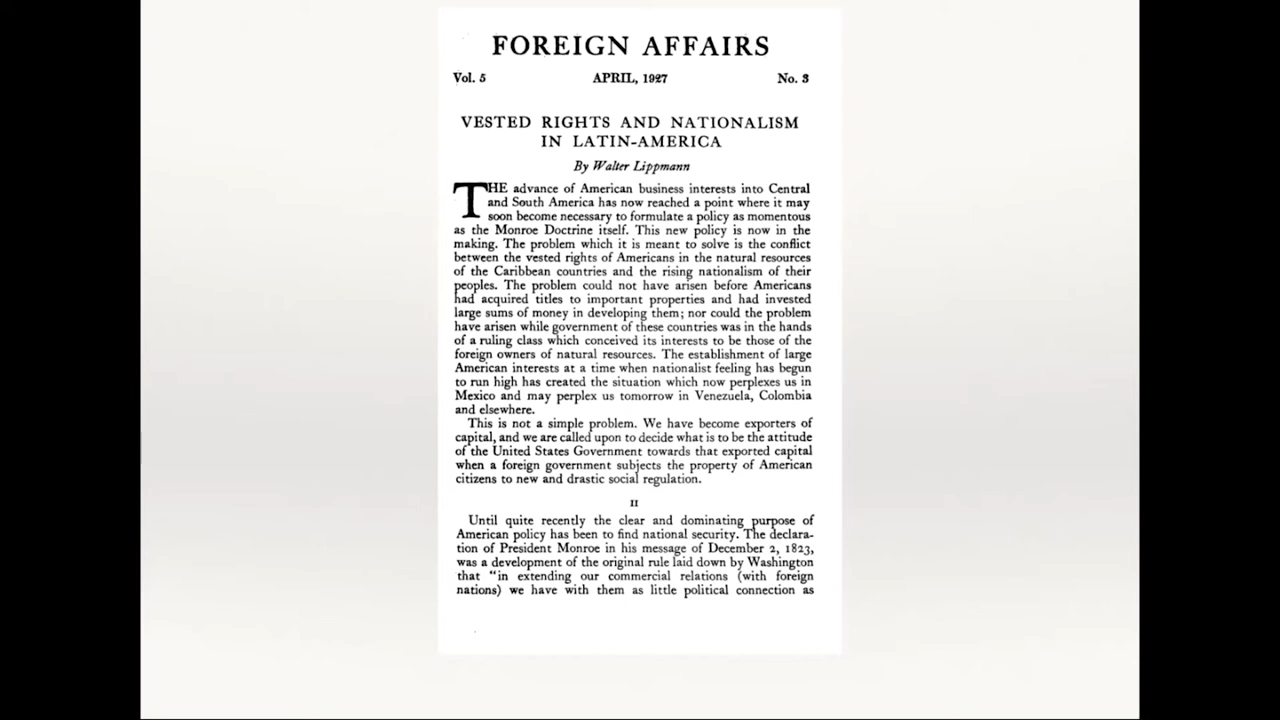 FOREIGN AFFAIRS
Vol. 5 APRIL, 1927 No. 3
VESTED RIGHTS AND NATIONALISM
IN LATIN-AMERICA
By Walter Lippmann
THE advance of American business interests into Central
and South America has now reached a point where it may
soon become necessary to formulate a policy as momentous
as the Monroe Doctrine itself. This new policy is now in the
making. The problem which it is meant to solve is the conflict
between the vested rights of Americans in the natural resources
of the Caribbean countries and the rising nationalism of their
peoples. The problem could not have arisen before Americans
had acquired titles to important properties and had invested
large sums of money in developing them; nor could the problem
have arisen while government of these countries was in the hands
of a ruling class which conceived its interests to be those of the
foreign owners of natural resources. The establishment of large
American interests at a time when nationalist feeling has begun
to run high has created the situation which now perplexes us in
Mexico and may perplex us tomorrow in Venezuela, Colombia
and elsewhere.
This is not a simple problem. We have become exporters of
capital, and we are called upon to decide what is to be the attitude
of the United States Government towards that exported capital
when a foreign government subjects the property of American
citizens to new and drastic social regulation.
II
Until quite recently the clear and dominating purpose of
American policy has been to find national security. The declara-
tion of President Monroe in his message of December 2, 1823,
was a development of the original rule laid down by Washington
that "in extending our commercial relations (with foreign
nations) we have with them as little political connection as